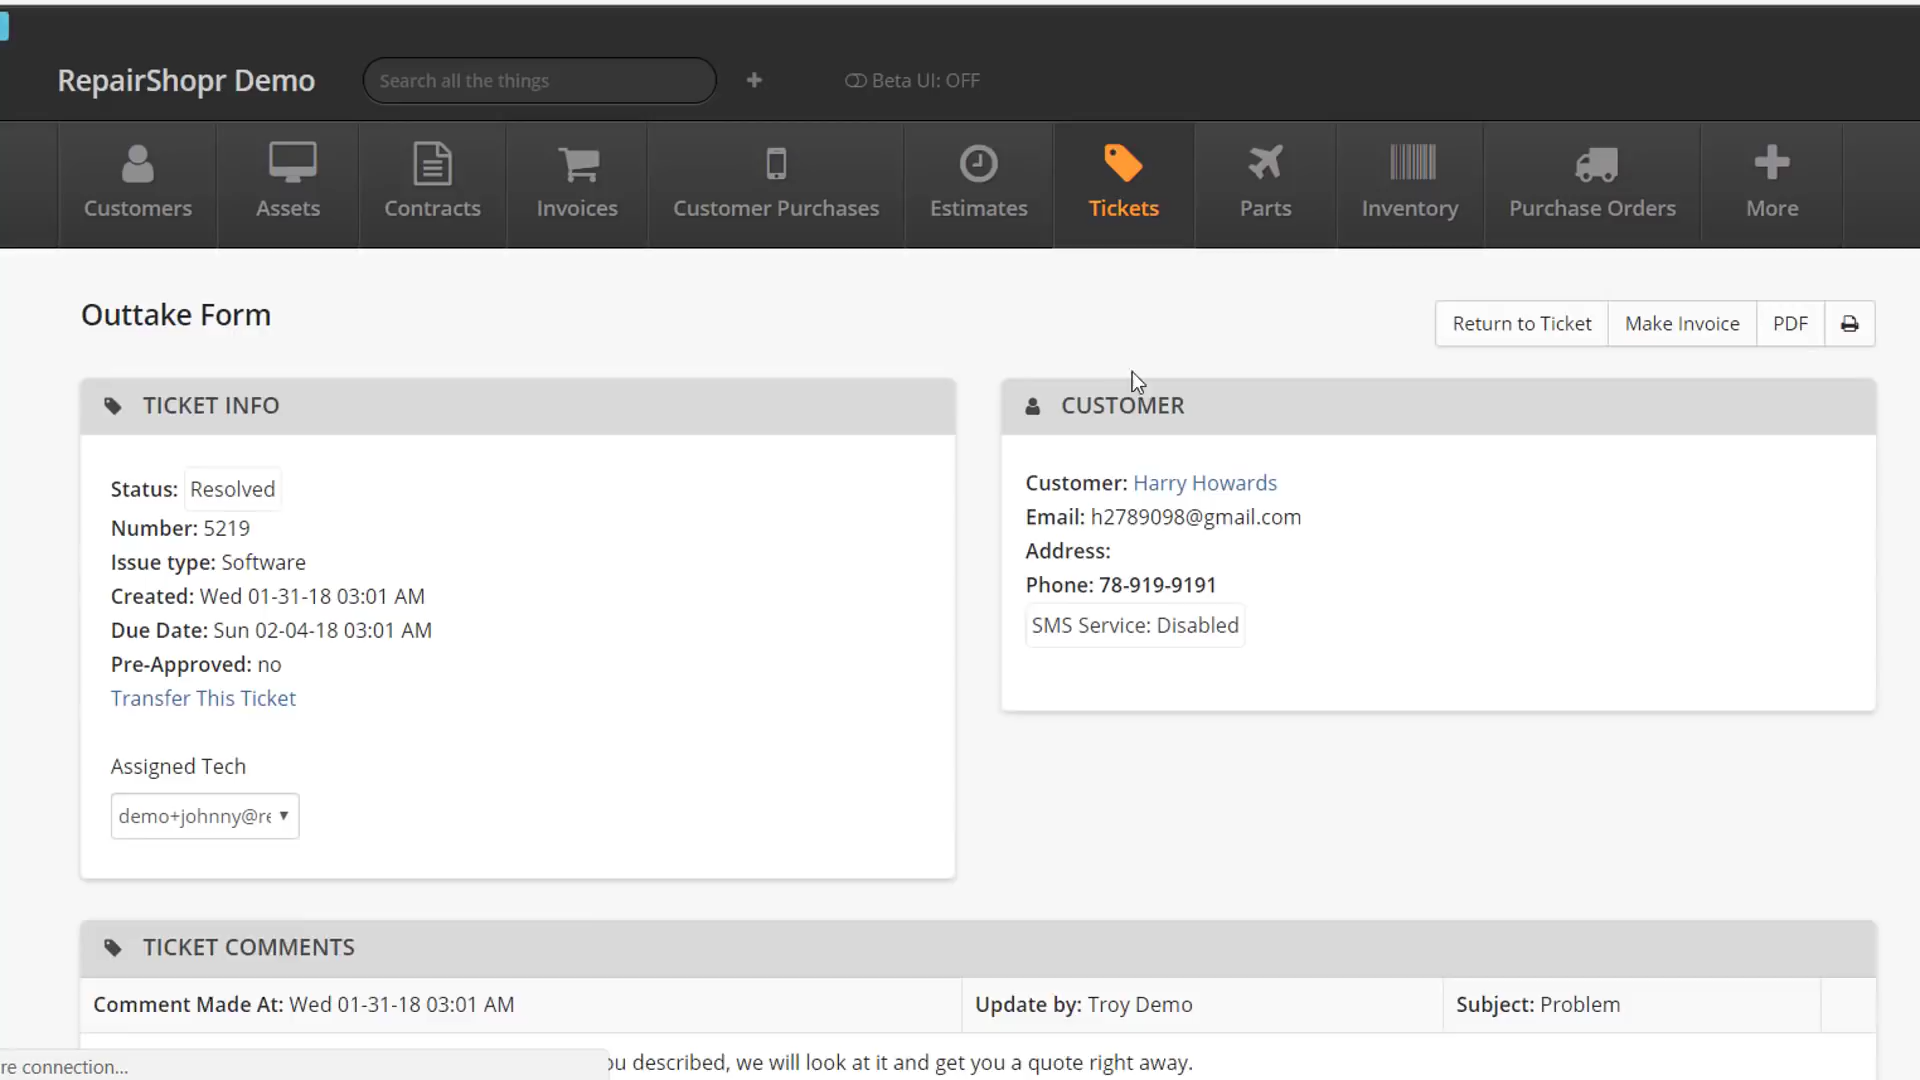 RepairShopr Demo
Search all the things
Beta UI: OFF
Customers
Assets
Contracts
Invoices
Customer Purchases
Estimates
Tickets
Parts
Inventory
Purchase Orders
More
Outtake Form
Return to Ticket
Make Invoice
PDF
TICKET INFO
Status: Resolved
Number: 5219
Issue type: Software
Created: Wed 01-31-18 03:01 AM
Due Date: Sun 02-04-18 03:01 AM
Pre-Approved: no
Transfer This Ticket
Assigned Tech
demo+johnny@re
CUSTOMER
Customer: Harry Howards
Email: h2789098@gmail.com
Address:
Phone: 78-919-9191
SMS Service: Disabled
TICKET COMMENTS
Comment Made At: Wed 01-31-18 03:01 AM
Update by: Troy Demo
Subject: Problem
described, we will look at it and get you a quote right away.
re connection...